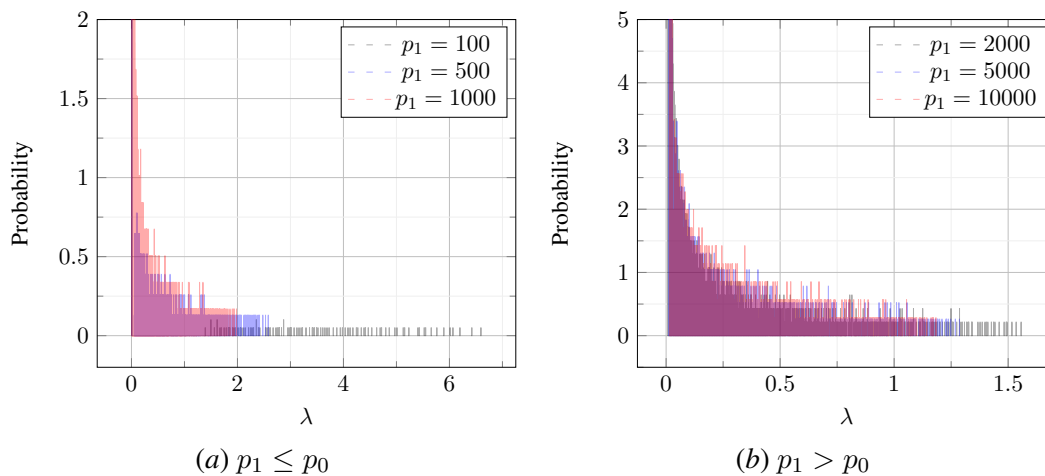 2
1.5
1
0.5
0
0 2 4 6
Probability
λ
p₁ = 100
p₁ = 500
p₁ = 1000
(a) p₁ ≤ p₀
5
4
3
2
1
0
0 0.5 1 1.5
Probability
λ
p₁ = 2000
p₁ = 5000
p₁ = 10000
(b) p₁ > p₀